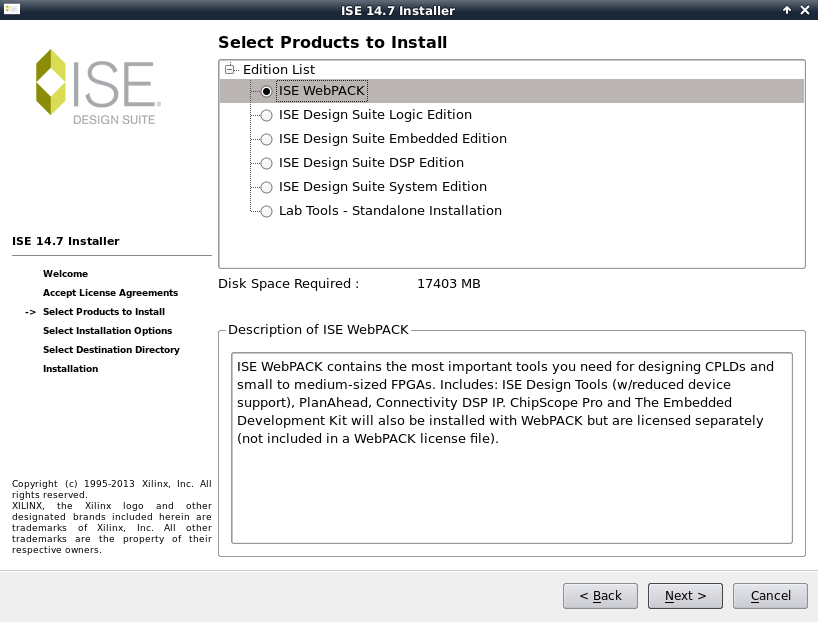 ISE 14.7 Installer
ISE
DESIGN SUITE
ISE 14.7 Installer
Welcome
Accept License Agreements
-> Select Products to Install
Select Installation Options
Select Destination Directory
Installation
Copyright (c) 1995-2013 Xilinx, Inc. All
rights reserved.
XILINX, the Xilinx logo and other
designated brands included herein are
trademarks of Xilinx, Inc. All other
trademarks are the property of their
respective owners.
Select Products to Install
Edition List
ISE WebPACK
ISE Design Suite Logic Edition
ISE Design Suite Embedded Edition
ISE Design Suite DSP Edition
ISE Design Suite System Edition
Lab Tools - Standalone Installation
Disk Space Required : 17403 MB
Description of ISE WebPACK
ISE WebPACK contains the most important tools you need for designing CPLDs and
small to medium-sized FPGAs. Includes: ISE Design Tools (w/reduced device
support), PlanAhead, Connectivity DSP IP. ChipScope Pro and The Embedded
Development Kit will also be installed with WebPACK but are licensed separately
(not included in a WebPACK license file).
< Back Next > Cancel